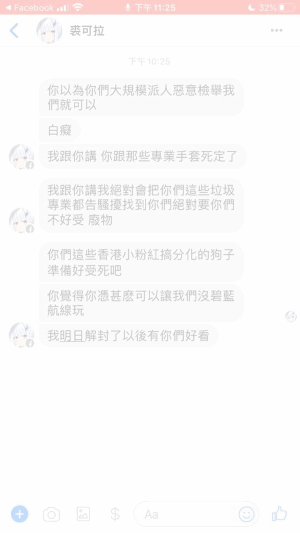 Facebook 下午11:25 32%
裘可拉
下午10:25
你以為你們大規模派人惡意檢舉我
們就可以
白癡
我跟你講 你跟那些專業手套死定了
我跟你講我絕對會把你們這些垃圾
專業都告騷擾找到你們絕對要你們
不好受 廢物
你們這些香港小粉紅搞分化的狗子
準備好受死吧
你覺得你憑甚麼可以讓我們沒碧藍
航線玩
我明日解封了以後有你們好看
Aa